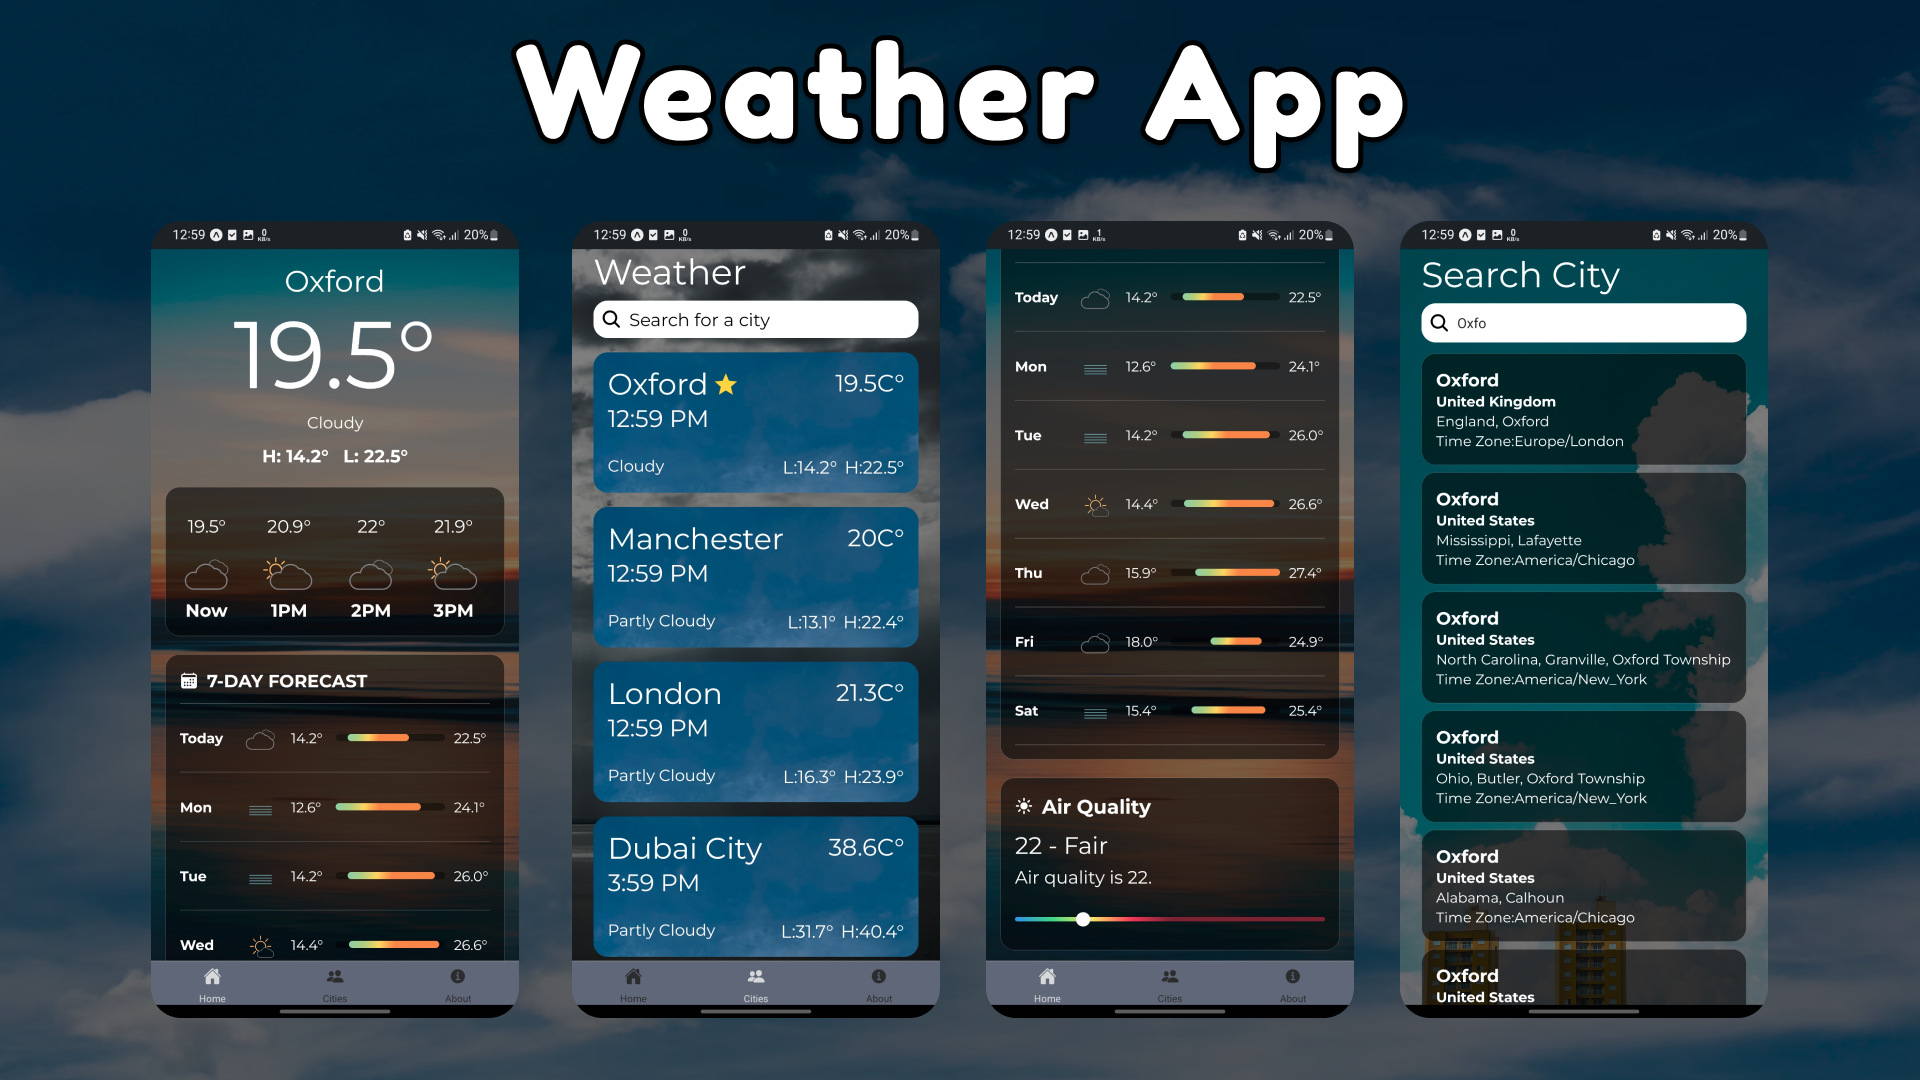 Weather App
12:59 0 KB/s 20%
Oxford
19.5°
Cloudy
H: 14.2° L: 22.5°
19.5° 20.9° 22° 21.9°
Now 1PM 2PM 3PM
7-DAY FORECAST
Today 14.2° 22.5°
Mon 12.6° 24.1°
Tue 14.2° 26.0°
Wed 14.4° 26.6°
Home Cities About
12:59 0 KB/s 20%
Weather
Search for a city
Oxford 19.5C°
12:59 PM
Cloudy L:14.2° H:22.5°
Manchester 20C°
12:59 PM
Partly Cloudy L:13.1° H:22.4°
London 21.3C°
12:59 PM
Partly Cloudy L:16.3° H:23.9°
Dubai City 38.6C°
3:59 PM
Partly Cloudy L:31.7° H:40.4°
Home Cities About
12:59 1 KB/s 20%
Today 14.2° 22.5°
Mon 12.6° 24.1°
Tue 14.2° 26.0°
Wed 14.4° 26.6°
Thu 15.9° 27.4°
Fri 18.0° 24.9°
Sat 15.4° 25.4°
Air Quality
22 - Fair
Air quality is 22.
Home Cities About
12:59 0 KB/s 20%
Search City
Oxfo
Oxford
United Kingdom
England, Oxford
Time Zone:Europe/London
Oxford
United States
Mississippi, Lafayette
Time Zone:America/Chicago
Oxford
United States
North Carolina, Granville, Oxford Township
Time Zone:America/New_York
Oxford
United States
Ohio, Butler, Oxford Township
Time Zone:America/New_York
Oxford
United States
Alabama, Calhoun
Time Zone:America/Chicago
Oxford
United States